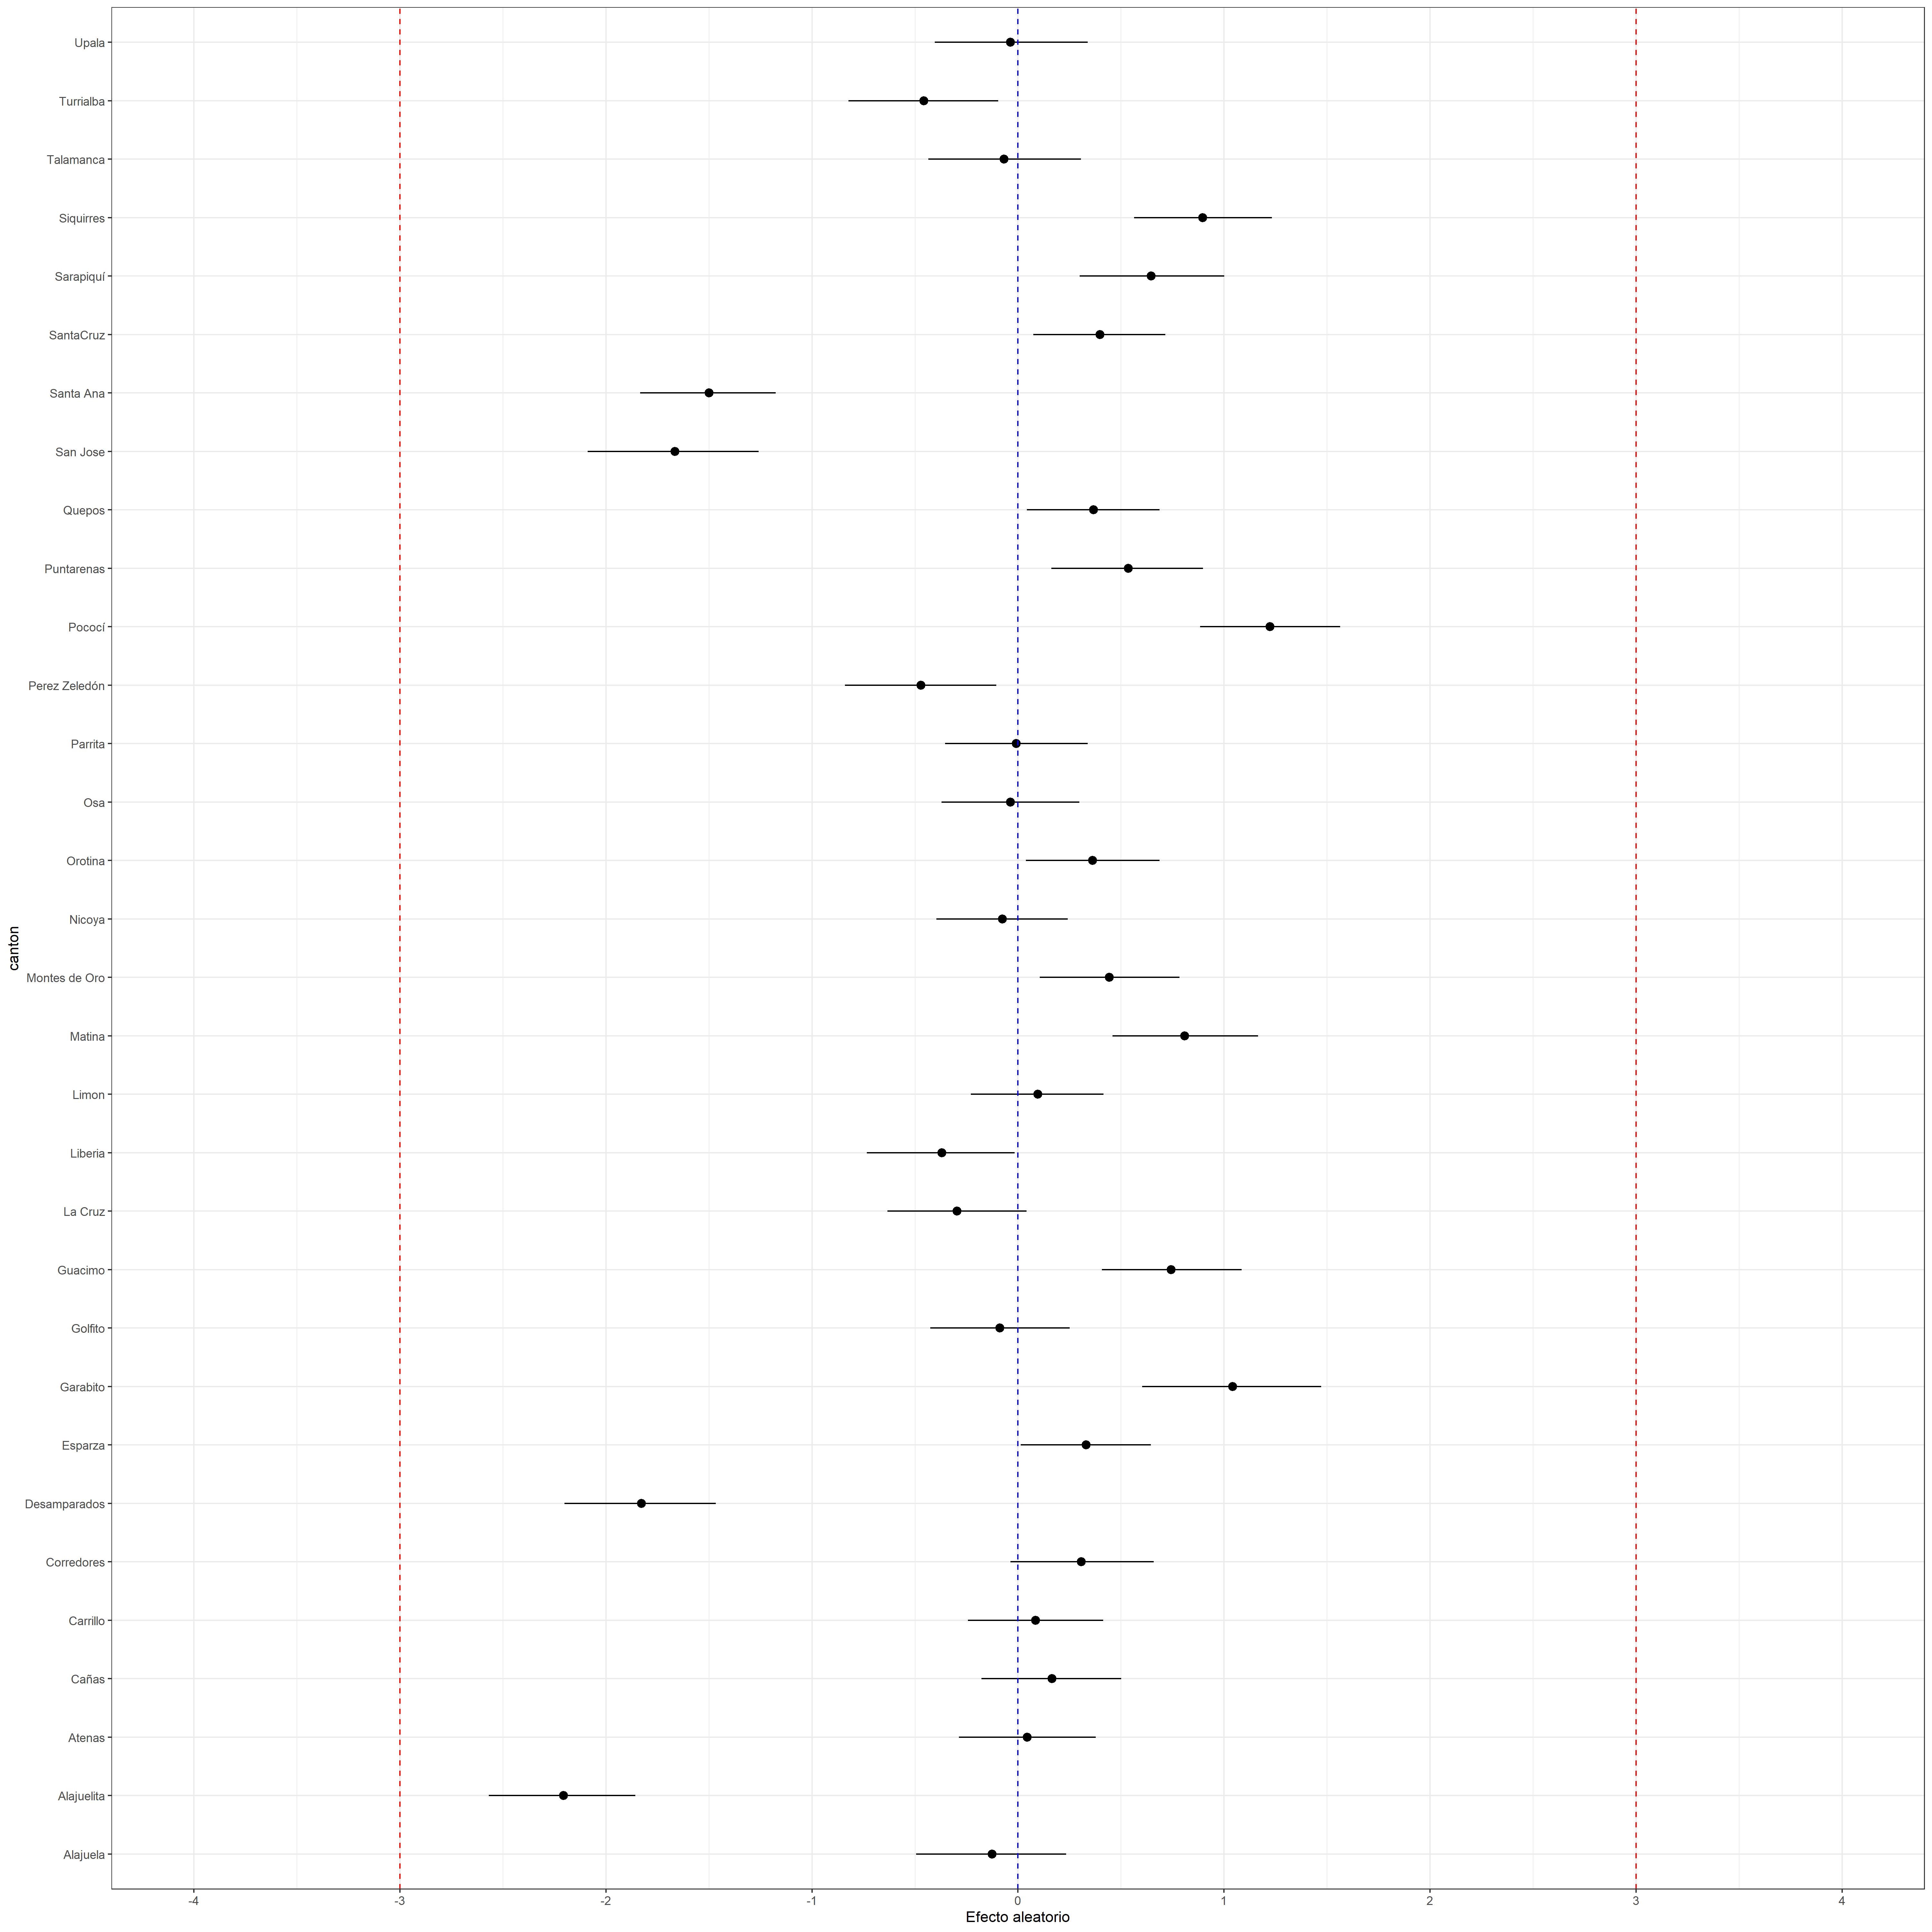 Upala
Turrialba
Talamanca
Siquirres
Sarapiquí
SantaCruz
Santa Ana
San Jose
Quepos
Puntarenas
Pococí
Perez Zeledón
Parrita
Osa
Orotina
Nicoya
canton
Montes de Oro
Matina
Limon
Liberia
La Cruz
Guacimo
Golfito
Garabito
Esparza
Desamparados
Corredores
Carrillo
Cañas
Atenas
Alajuelita
Alajuela
-4 -3 -2 -1 0 1 2 3 4
Efecto aleatorio